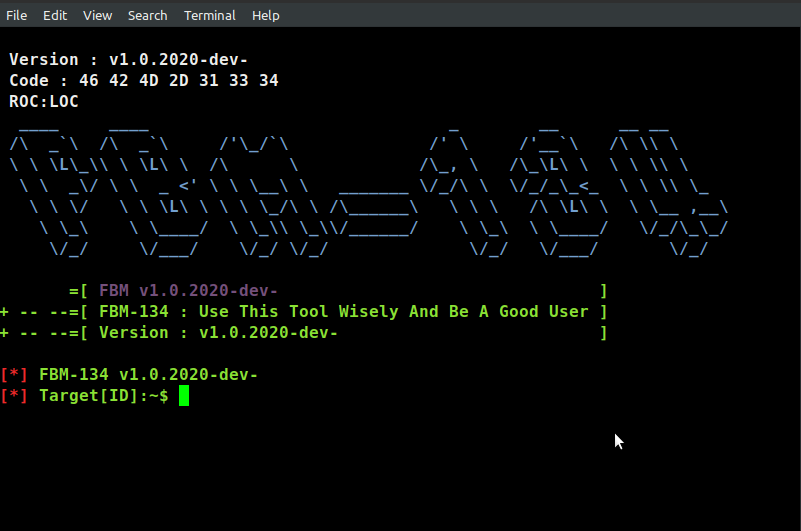 File Edit View Search Terminal Help
Version : v1.0.2020-dev-
Code : 46 42 4D 2D 31 33 34
ROC:LOC
FBM-134
=[ FBM v1.0.2020-dev- ]
+ -- --=[ FBM-134 : Use This Tool Wisely And Be A Good User ]
+ -- --=[ Version : v1.0.2020-dev- ]
[*] FBM-134 v1.0.2020-dev-
[*] Target[ID]:~$